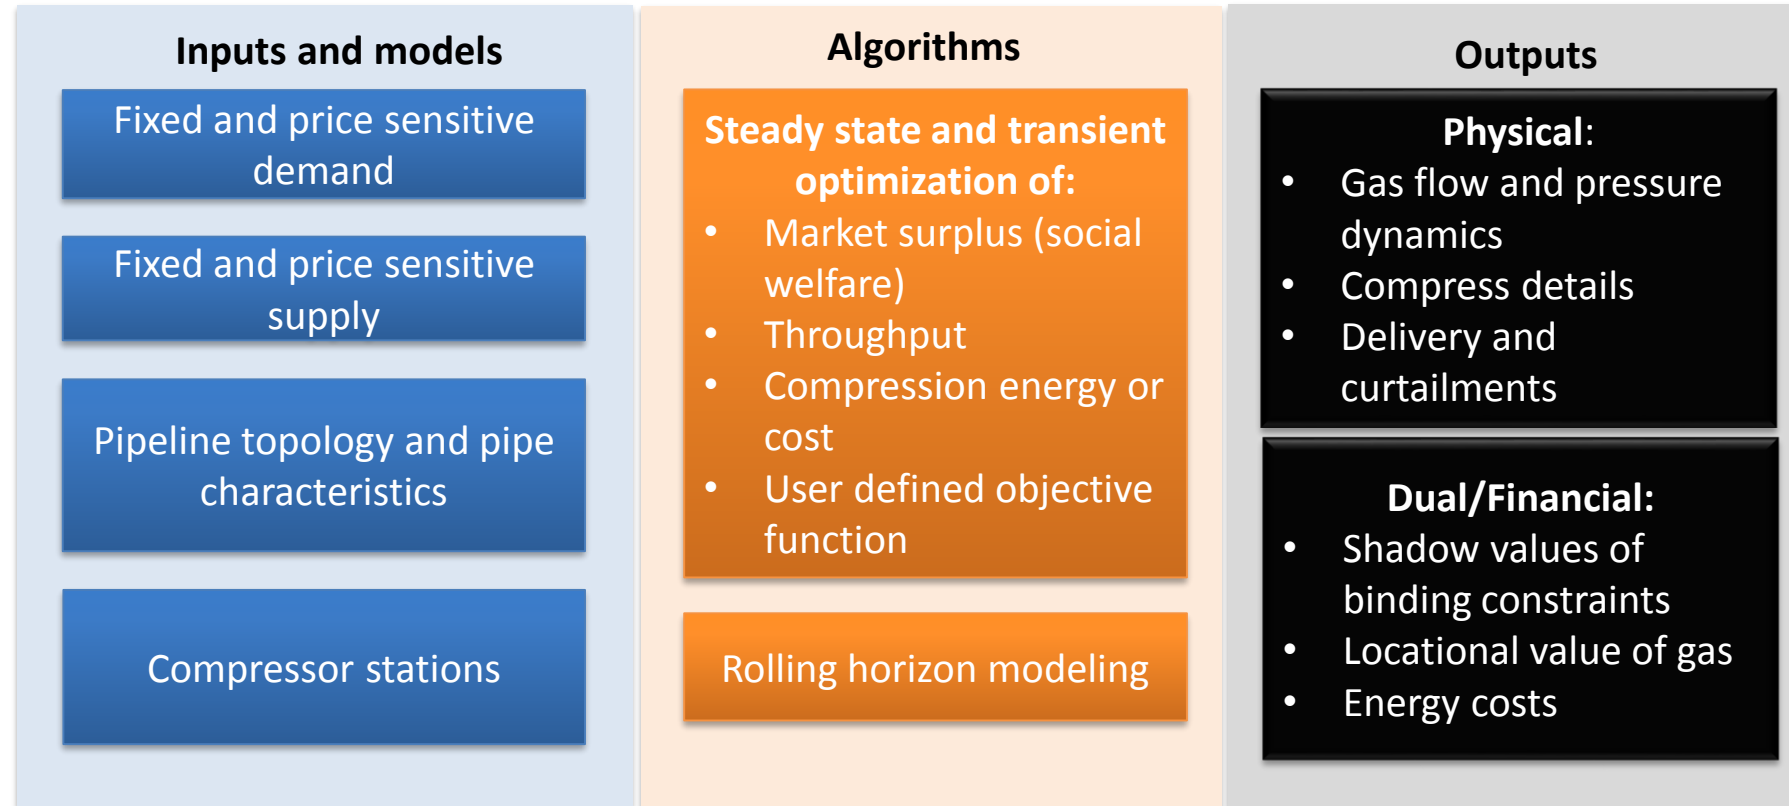 Inputs and models
Fixed and price sensitive
demand
Fixed and price sensitive
supply
Pipeline topology and pipe
characteristics
Compressor stations
Algorithms
Steady state and transient
optimization of:
• Market surplus (social
welfare)
• Throughput
• Compression energy or
cost
• User defined objective
function
Rolling horizon modeling
Outputs
Physical:
• Gas flow and pressure
dynamics
• Compress details
• Delivery and
curtailments
Dual/Financial:
• Shadow values of
binding constraints
• Locational value of gas
• Energy costs